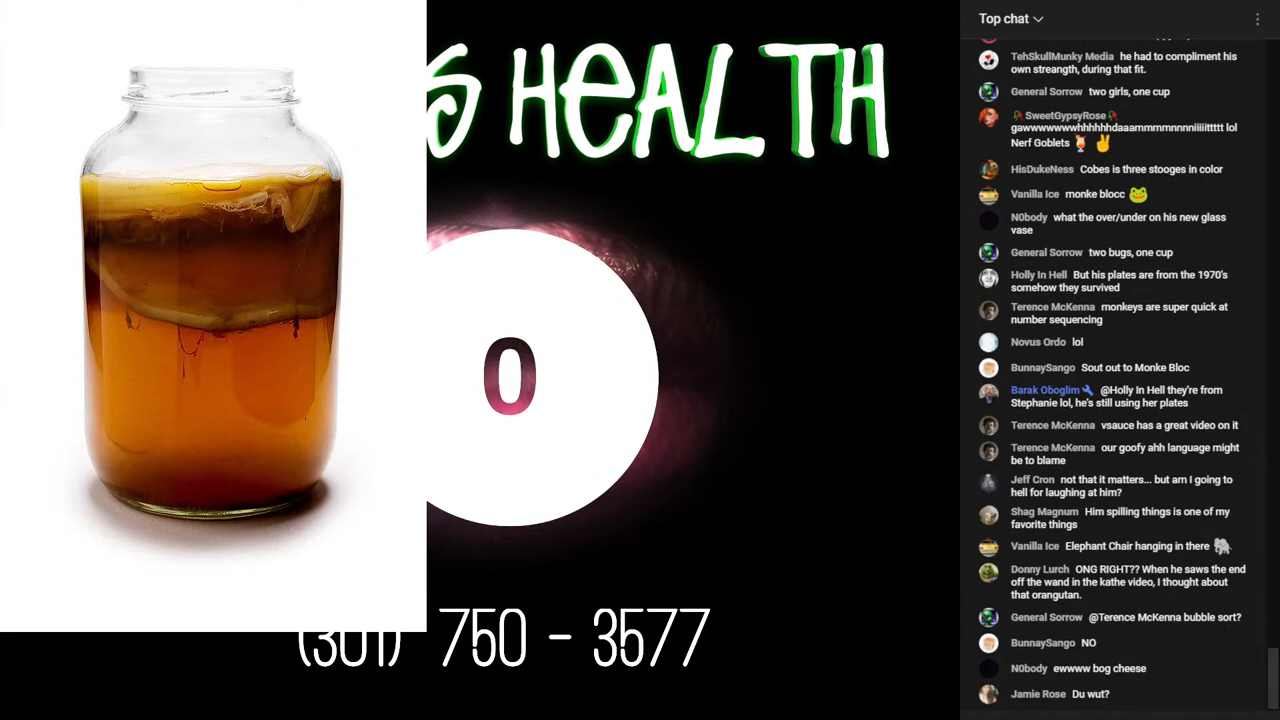 S HEALTH
0
(301) 750 - 3577
Top chat
TehSkullMunky Media he had to compliment his
own streangth, during that fit.
General Sorrow two girls, one cup
SweetGypsyRose
gawwwwwwhhhhhhdaaammmmnnnniiiiittttt lol
Nerf Goblets
HisDukeNess Cobes is three stooges in color
Vanilla Ice monke blocc
N0body what the over/under on his new glass
vase
General Sorrow two bugs, one cup
Holly In Hell But his plates are from the 1970's
somehow they survived
Terence McKenna monkeys are super quick at
number sequencing
Novus Ordo lol
BunnaySango Sout out to Monke Bloc
Barak Oboglim @Holly In Hell they're from
Stephanie lol, he's still using her plates
Terence McKenna vsauce has a great video on it
Terence McKenna our goofy ahh language might
be to blame
Jeff Cron not that it matters... but am I going to
hell for laughing at him?
Shag Magnum Him spilling things is one of my
favorite things
Vanilla Ice Elephant Chair hanging in there
Donny Lurch ONG RIGHT?? When he saws the end
off the wand in the kathe video, I thought about
that orangutan.
General Sorrow @Terence McKenna bubble sort?
BunnaySango NO
N0body ewwww bog cheese
Jamie Rose Du wut?